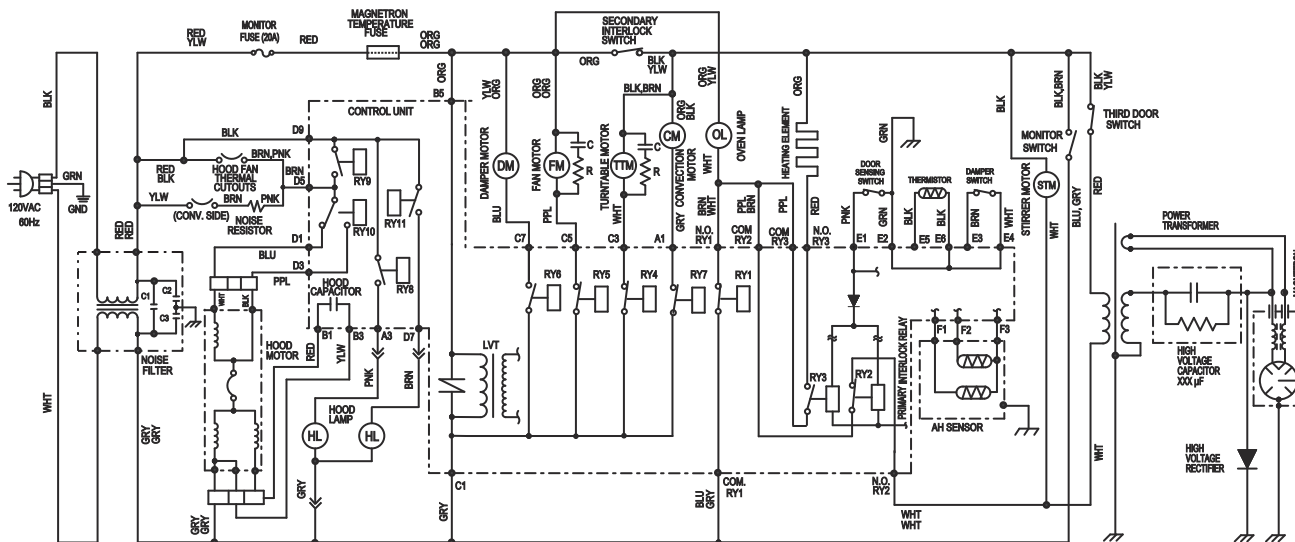 RED
YLW
MONITOR
FUSE (20A)
RED
MAGNETRON
TEMPERATURE
FUSE
ORG
ORG
SECONDARY
INTERLOCK
SWITCH
ORG
BLK
YLW
BLK
ORG
B5
YLW
ORG
ORG
ORG
BLK,BRN
ORG
BLK
ORG
YLW
ORG
BLK
BLK,BRN
BLK
YLW
THIRD DOOR
SWITCH
CONTROL UNIT
D9
BLK
RED
BLK
BRN,PNK
HOOD FAN
THERMAL
CUTOUTS
BRN
D5
YLW
BRN
PNK
(CONV. SIDE)
NOISE
RESISTOR
RY9
RY10
RY11
RY8
GRN
GND
120VAC
60Hz
RED
RED
D1
BLU
D3
PPL
HOOD
CAPACITOR
B1
B3
A3
D7
RED
YLW
PNK
BRN
C1
C2
C3
NOISE
FILTER
WHT
GRY
GRY
WHT
BLK
HOOD
MOTOR
HOOD
LAMP
HL
HL
GRY
GRY
GRY
LVT
C1
GRY
DAMPER MOTOR
DM
BLU
FAN MOTOR
FM
C
R
PPL
TURNTABLE MOTOR
TTM
C
R
WHT
CM
CONVECTION
MOTOR
GRY
OL
OVEN LAMP
WHT
BRN
WHT
PPL
BRN
PPL
HEATING ELEMENT
RED
C7
C5
C3
A1
N.O.
RY1
COM
RY2
COM
RY3
N.O.
RY3
RY6
RY5
RY4
RY7
RY1
DOOR
SENSING
SWITCH
GRN
THERMISTOR
DAMPER
SWITCH
PNK
GRN
BLK
BLK
BRN
WHT
E1
E2
E5
E6
E3
E4
MONITOR
SWITCH
STIRRER MOTOR
STM
WHT
BLU, GRY
RED
F1
F2
F3
AH SENSOR
PRIMARY INTERLOCK RELAY
RY3
RY2
COM.
RY1
BLU
GRY
N.O.
RY2
WHT
WHT
WHT
POWER
TRANSFORMER
HIGH
VOLTAGE
CAPACITOR
XXX µF
HIGH
VOLTAGE
RECTIFIER